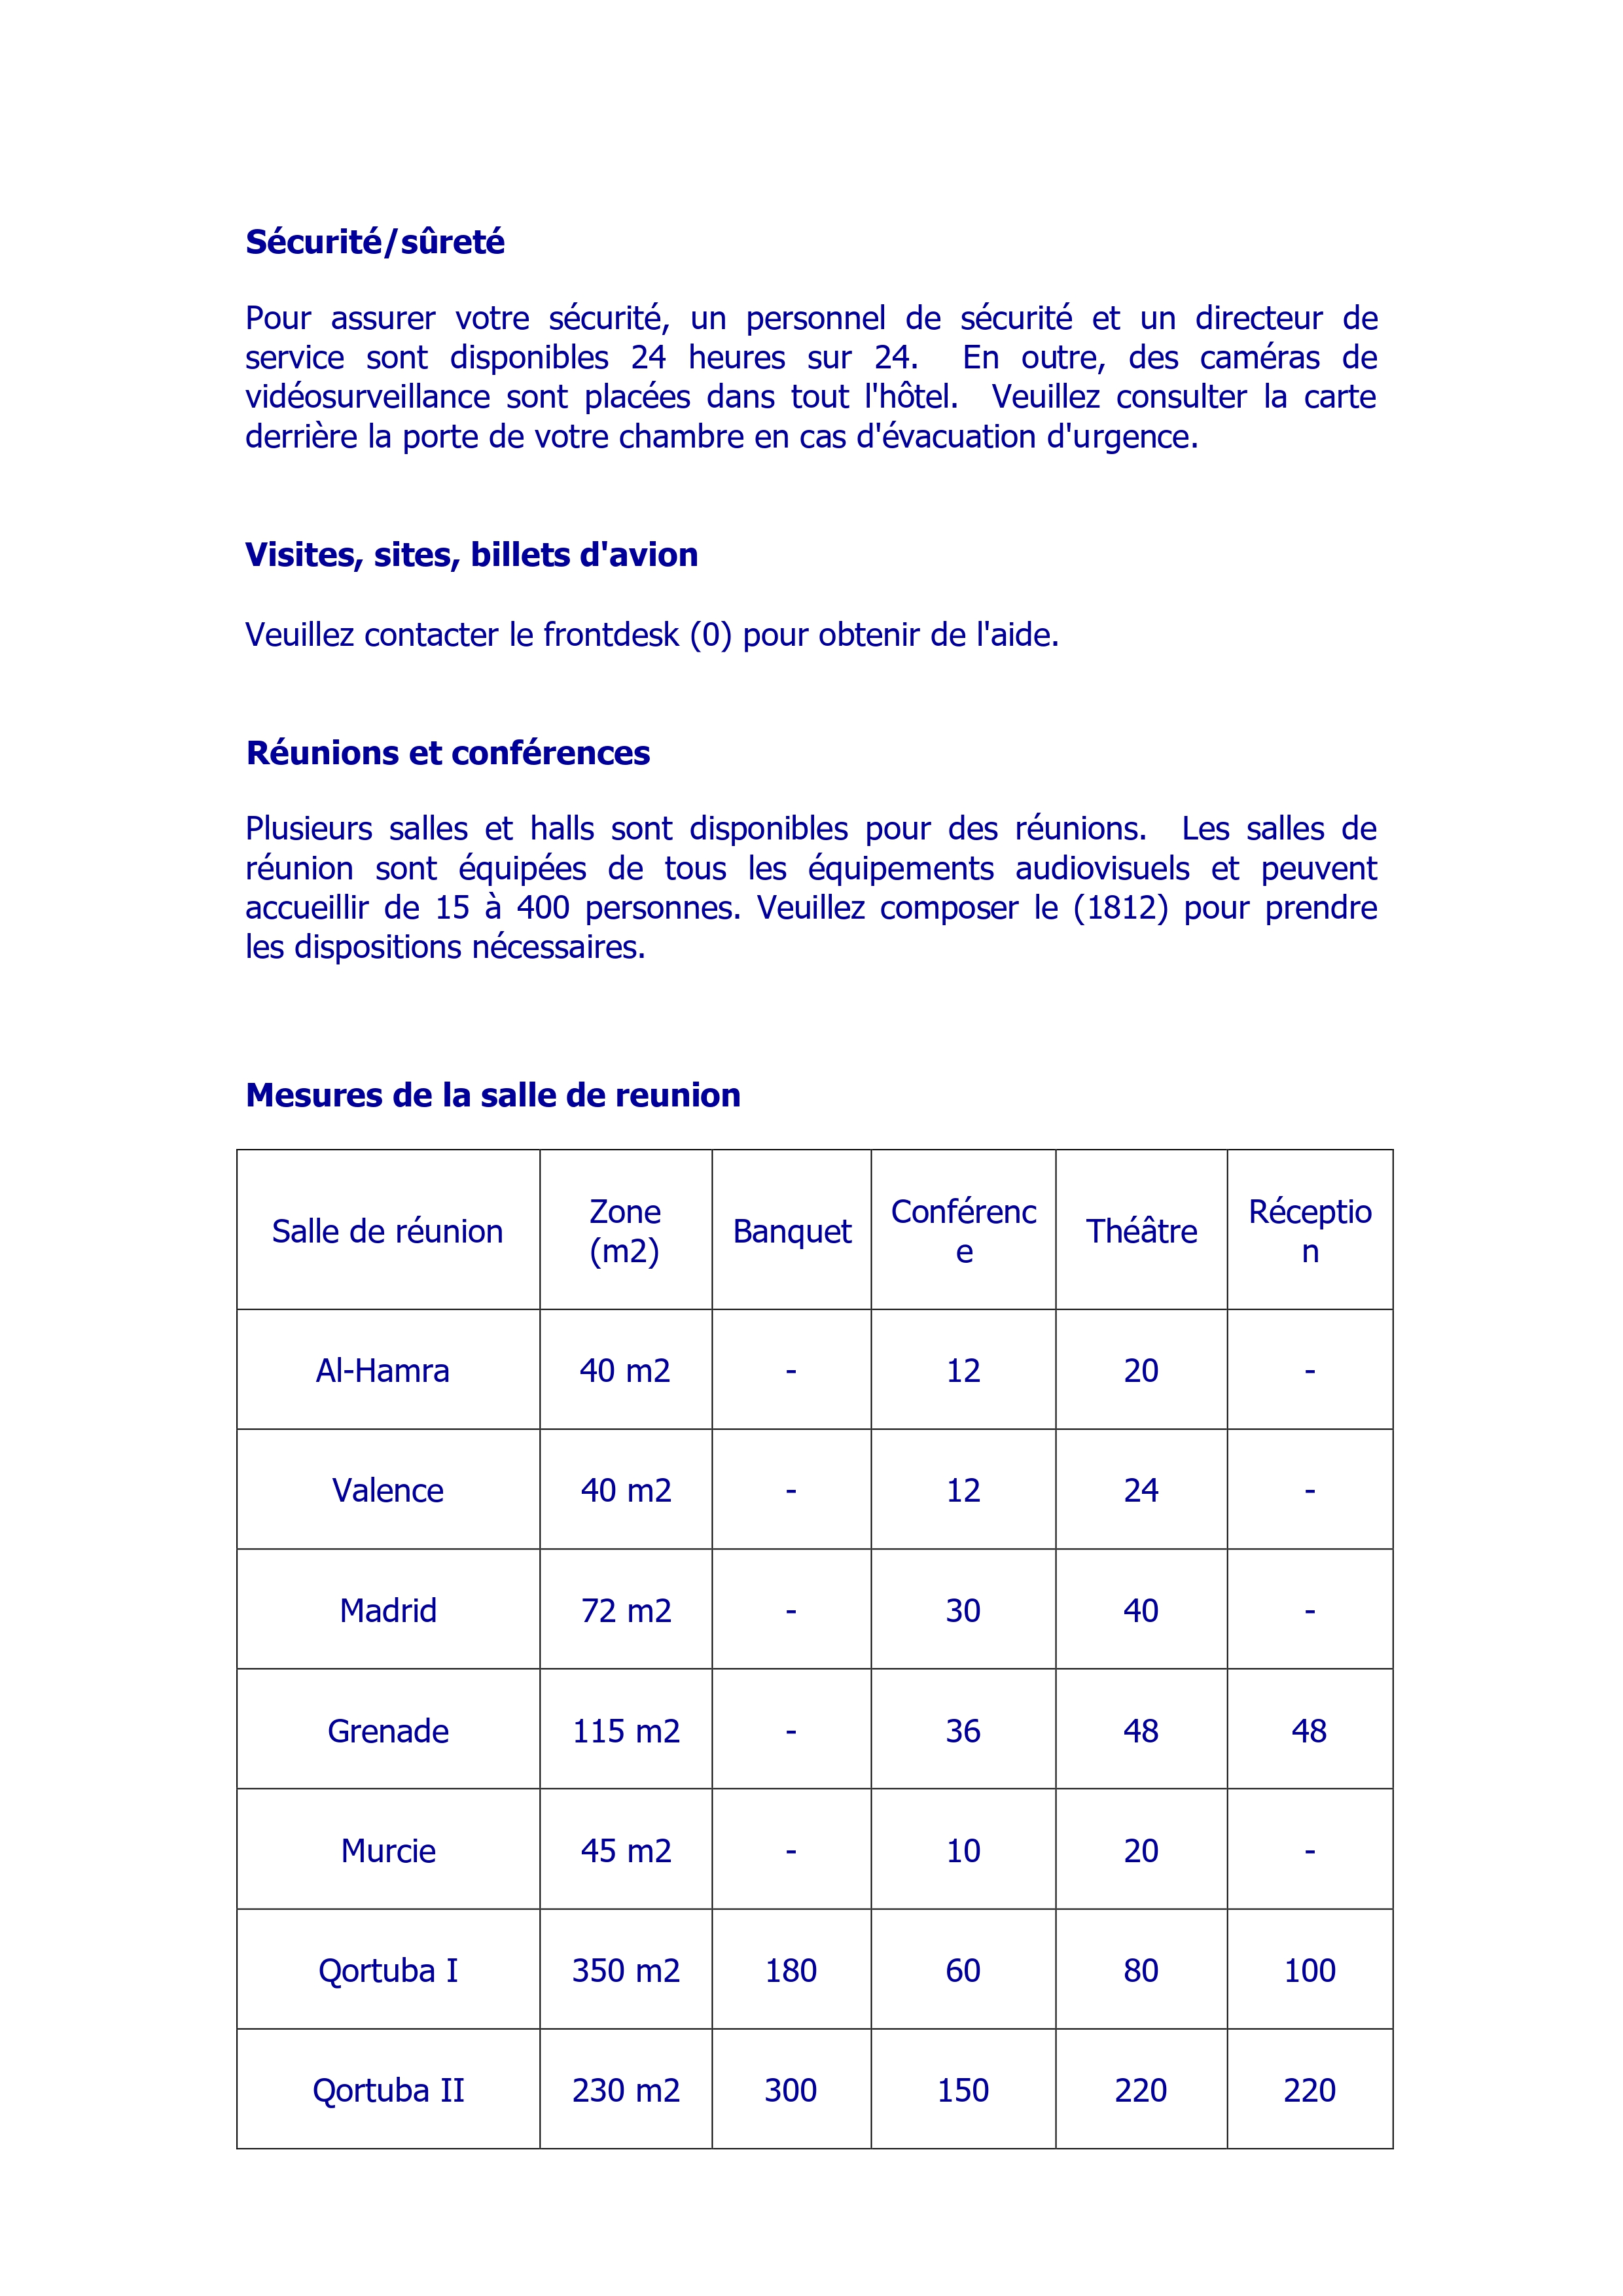 Sécurité/sûreté
Pour assurer votre sécurité, un personnel de sécurité et un directeur de
service sont disponibles 24 heures sur 24. En outre, des caméras de
vidéosurveillance sont placées dans tout l'hôtel. Veuillez consulter la carte
derrière la porte de votre chambre en cas d'évacuation d'urgence.
Visites, sites, billets d'avion
Veuillez contacter le frontdesk (0) pour obtenir de l'aide.
Réunions et conférences
Plusieurs salles et halls sont disponibles pour des réunions. Les salles de
réunion sont équipées de tous les équipements audiovisuels et peuvent
accueillir de 15 à 400 personnes. Veuillez composer le (1812) pour prendre
les dispositions nécessaires.
Mesures de la salle de reunion
Salle de réunion Zone (m2) Banquet Conférenc e Théâtre Réceptio n
Al-Hamra 40 m2 - 12 20 -
Valence 40 m2 - 12 24 -
Madrid 72 m2 - 30 40 -
Grenade 115 m2 - 36 48 48
Murcie 45 m2 - 10 20 -
Qortuba I 350 m2 180 60 80 100
Qortuba II 230 m2 300 150 220 220